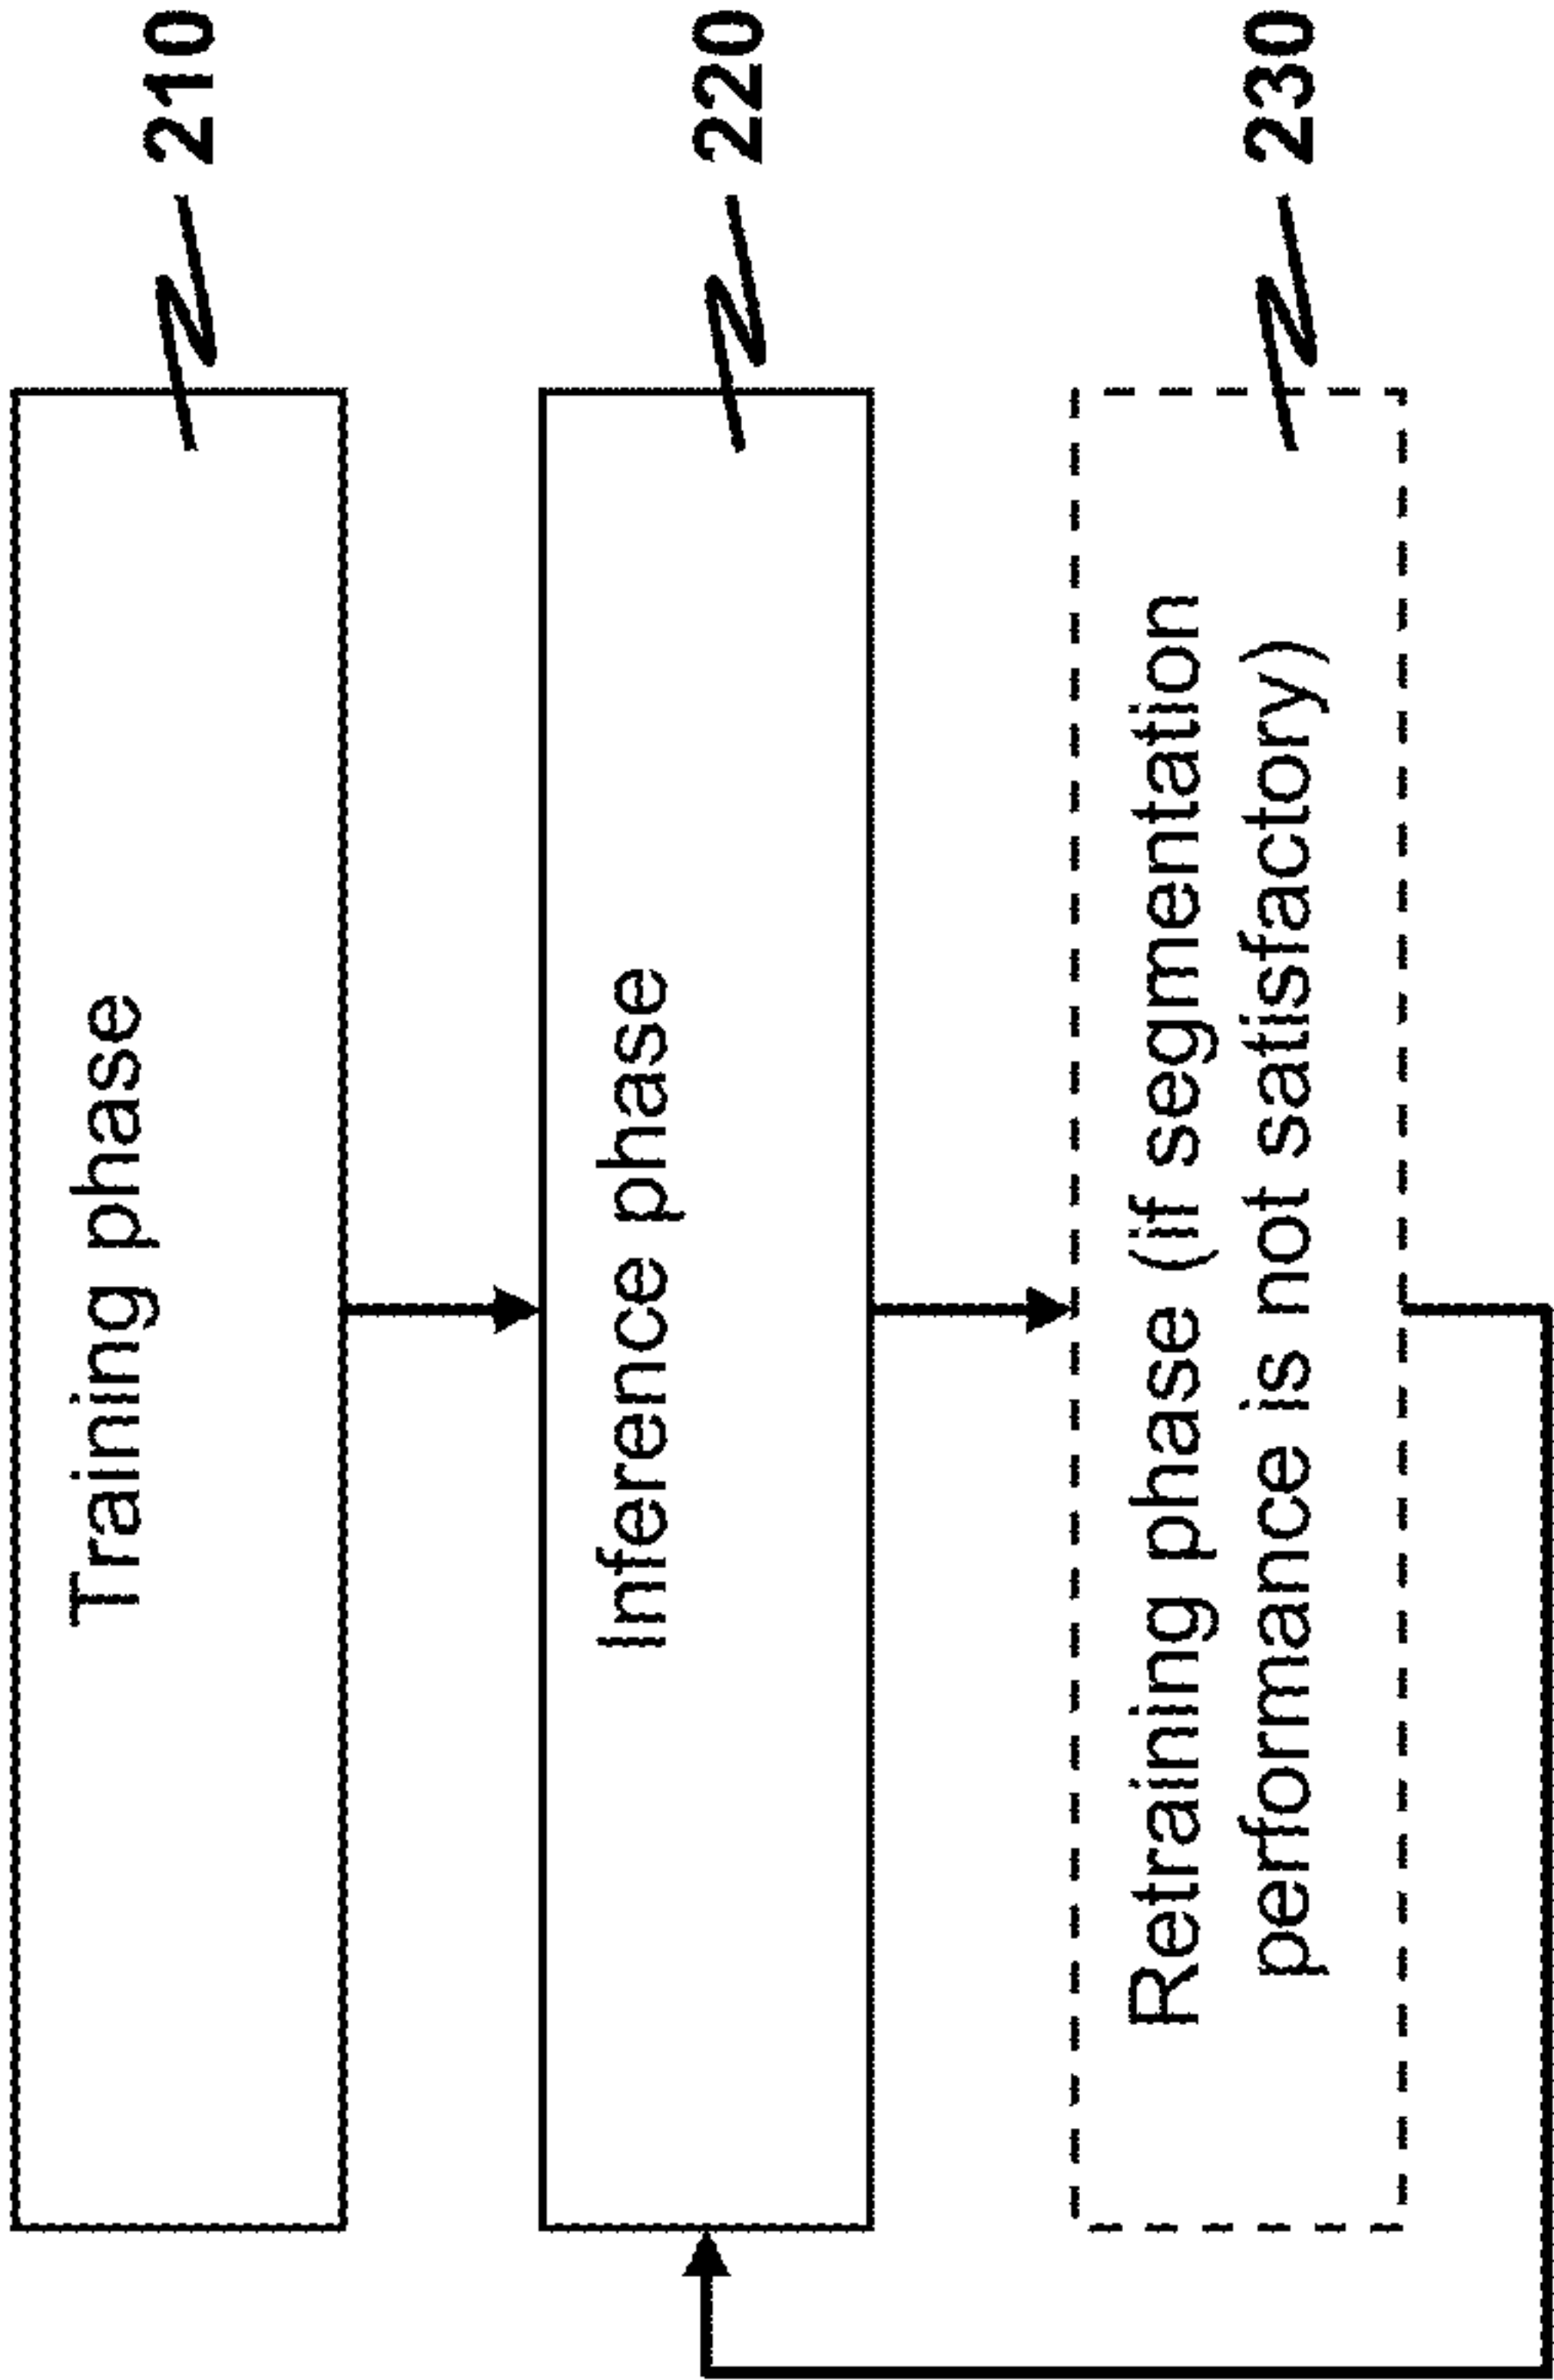 Training phase
210
Inference phase
220
Retraining phase (if segmentation
performance is not satisfactory)
230